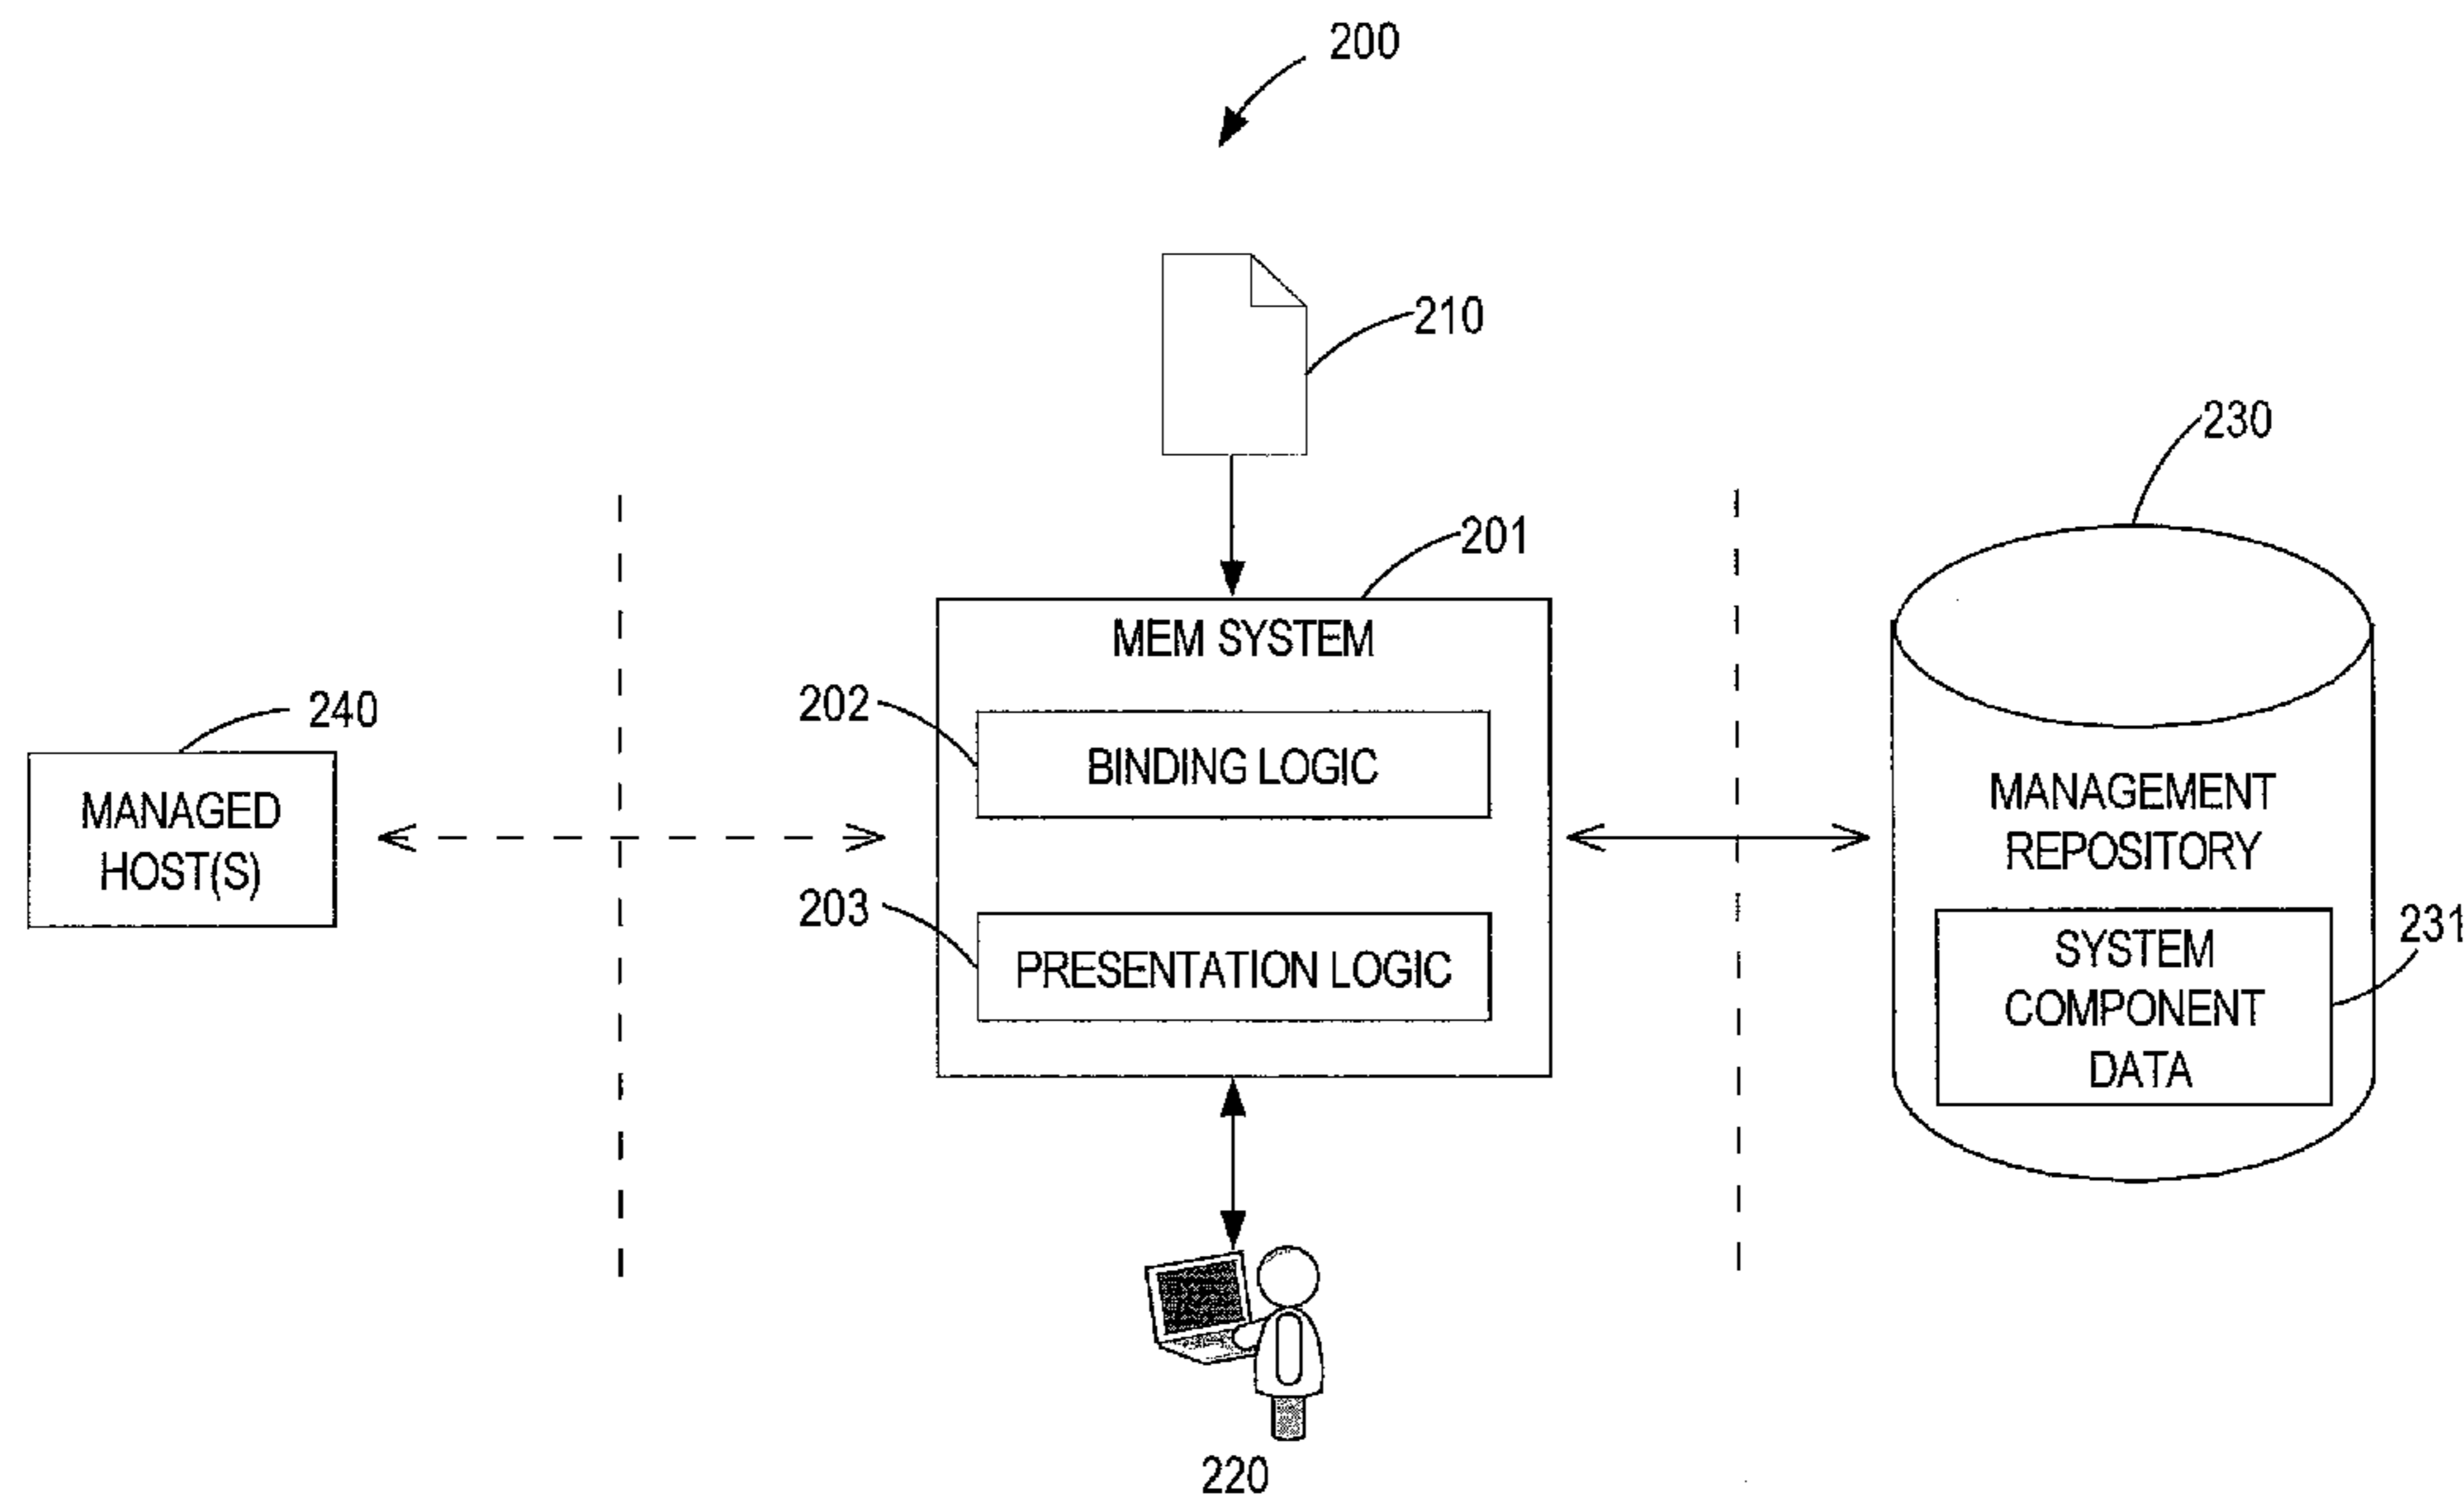 200
210
230
201
MEM SYSTEM
202
BINDING LOGIC
240
MANAGED
HOST(S)
MANAGEMENT
REPOSITORY
203
PRESENTATION LOGIC
231
SYSTEM
COMPONENT
DATA
220